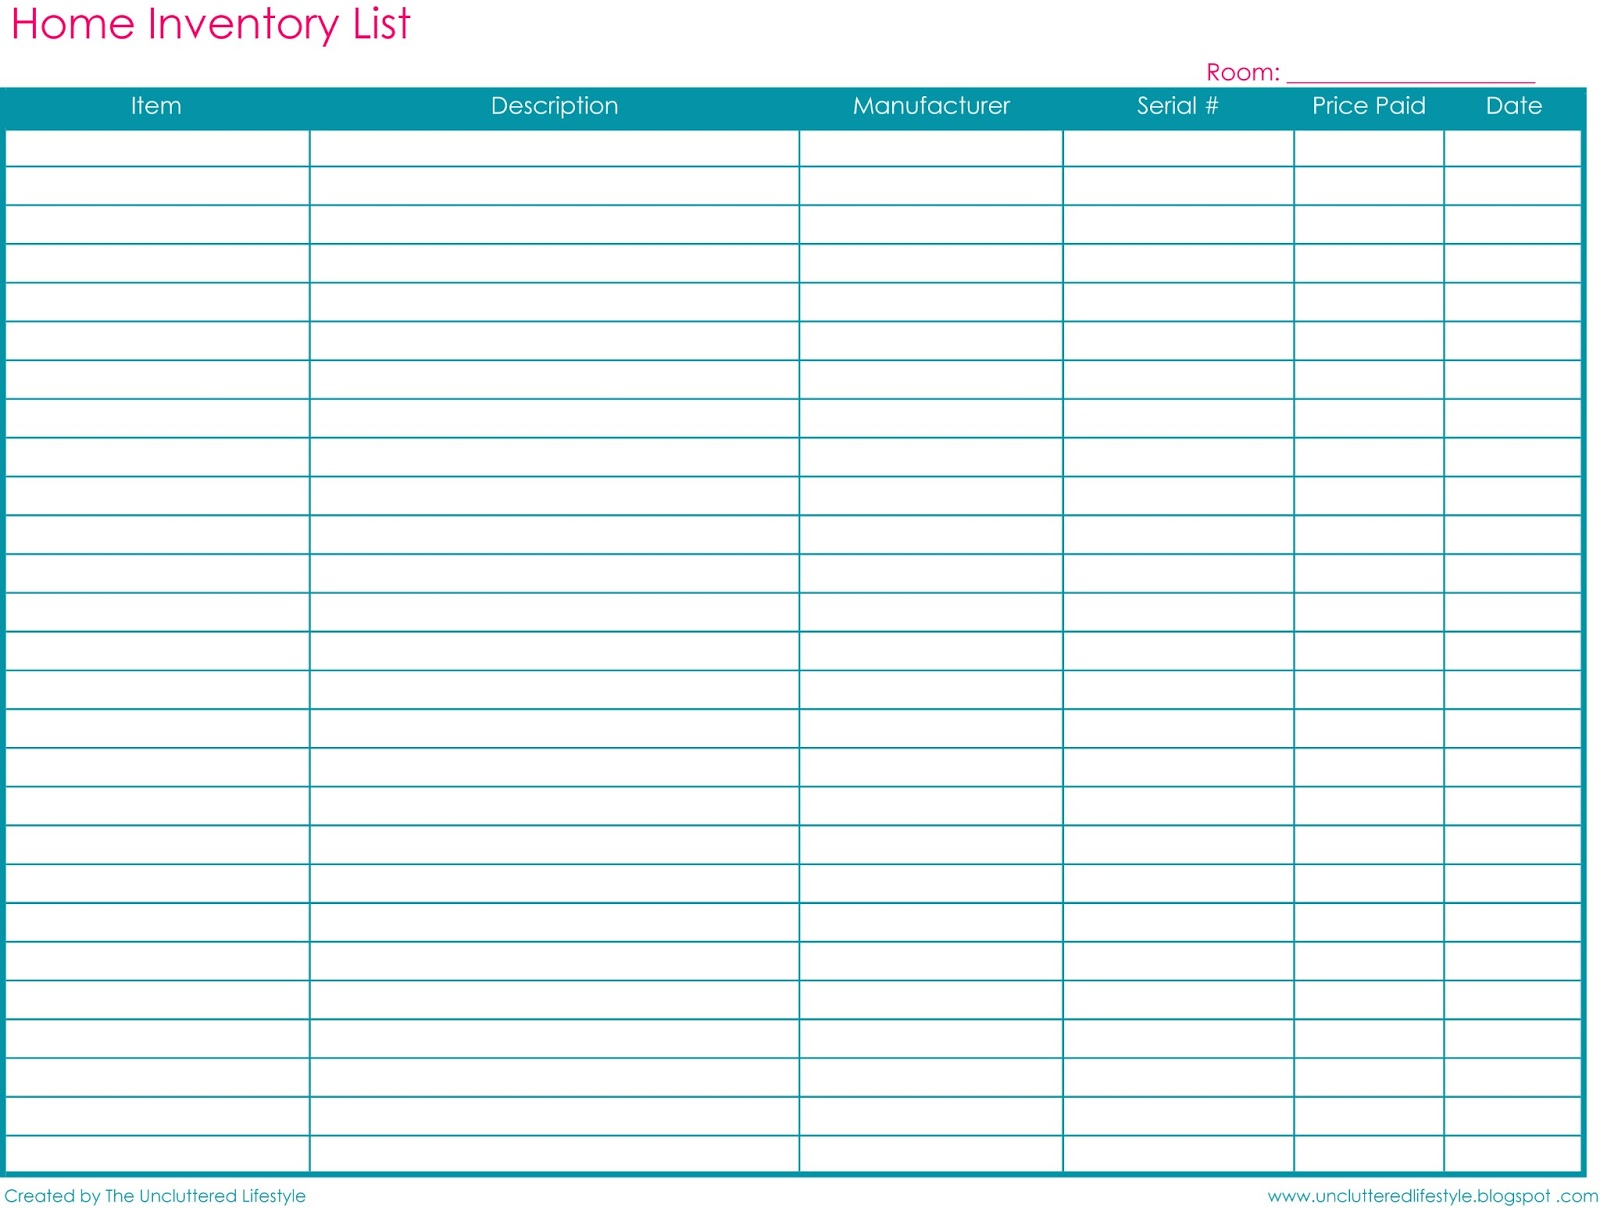 Home Inventory List
Room: ____________________
Item Description Manufacturer Serial # Price Paid Date
Created by The Uncluttered Lifestyle www.unclutteredlifestyle.blogspot .com